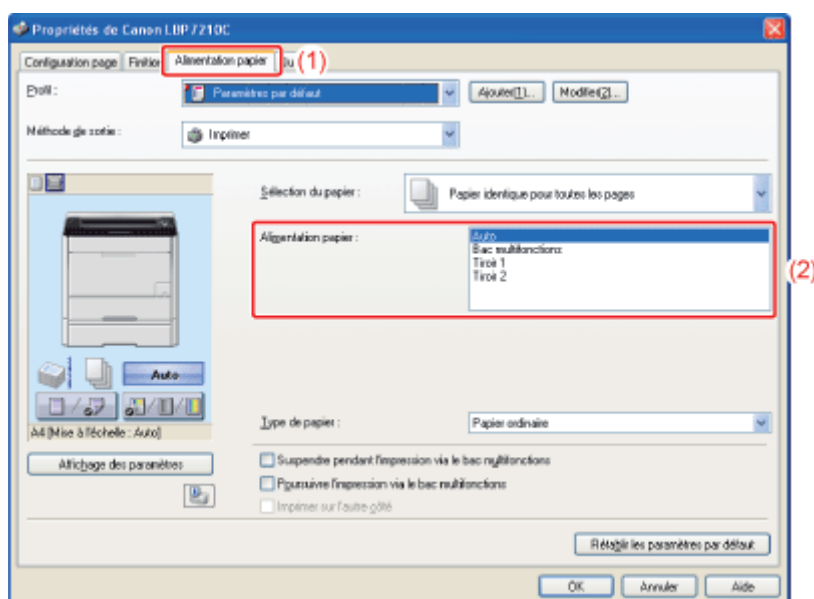 Propriétés de Canon LBP7210C
Configuration page Finition Alimentation papier (1)
Profil : Paramètres par défaut Ajouter(1)... Modifier(2)...
Méthode de sortie : Imprimer
Sélection du papier : Papier identique pour toutes les pages
Alimentation papier : Auto
Bac multifonctions
Tiroir 1
Tiroir 2
(2)
Auto
A4 [Mise à l'échelle : Auto]
Type de papier : Papier ordinaire
Affichage des paramètres
Suspendre pendant l'impression via le bac multifonctions
Poursuivre l'impression via le bac multifonctions
Imprimer sur l'autre côté
Rétablir les paramètres par défaut
OK Annuler Aide